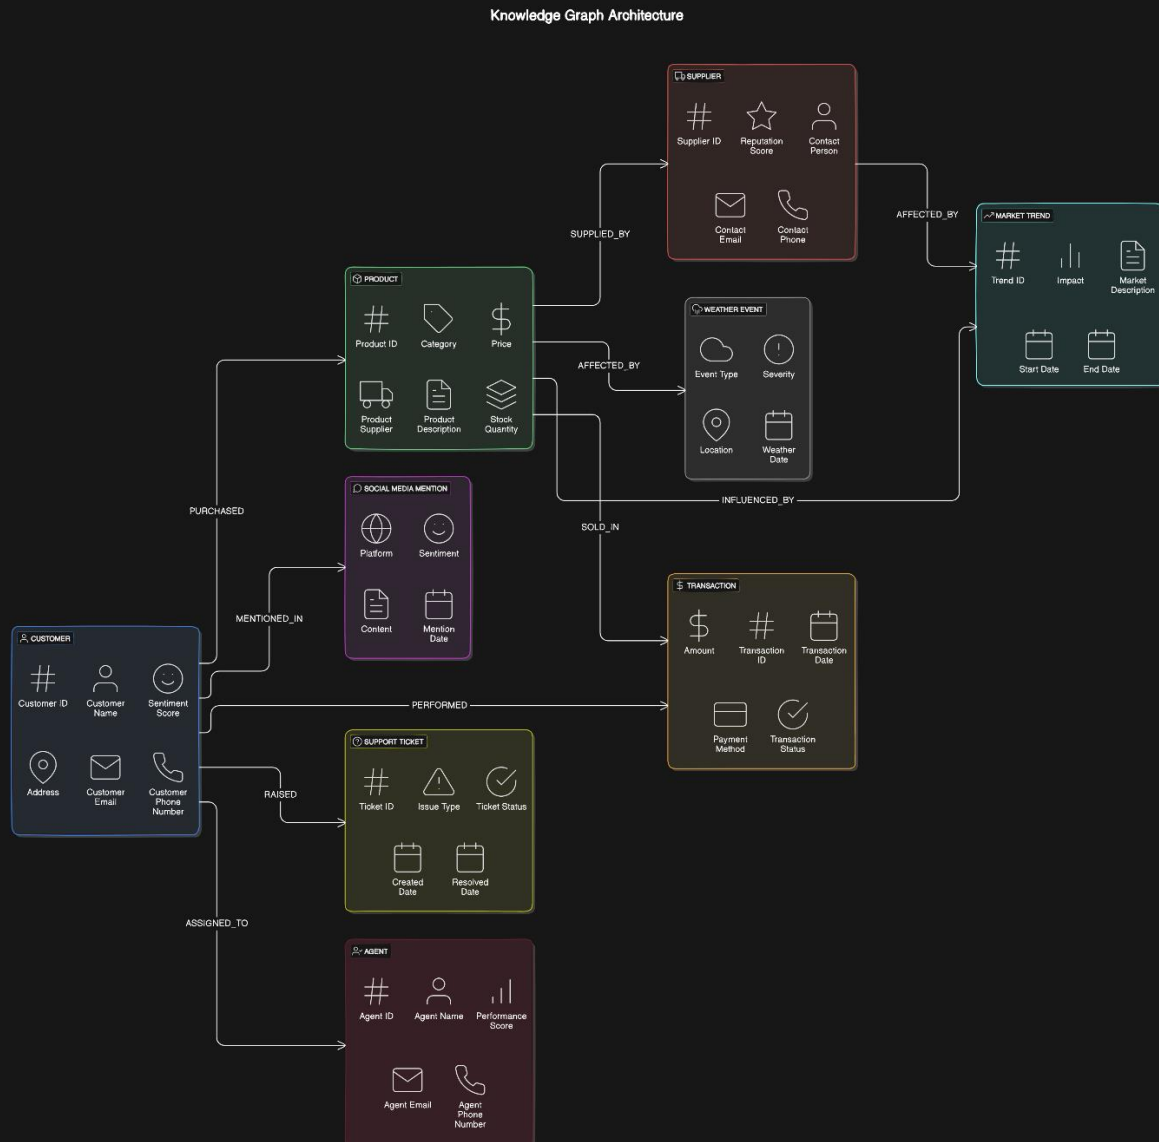 Knowledge Graph Architecture
SUPPLIER
Supplier ID
Reputation
Score
Contact
Person
Contact
Email
Contact
Phone
AFFECTED_BY
MARKET TREND
Trend ID
Impact
Market
Description
Start Date
End Date
SUPPLIED_BY
PRODUCT
Product ID
Category
Price
Product
Supplier
Product
Description
Stock
Quantity
AFFECTED_BY
WEATHER EVENT
Event Type
Severity
Location
Weather
Date
INFLUENCED_BY
SOLD_IN
PURCHASED
SOCIAL MEDIA MENTION
Platform
Sentiment
Content
Mention
Date
MENTIONED_IN
TRANSACTION
Amount
Transaction
ID
Transaction
Date
Payment
Method
Transaction
Status
CUSTOMER
Customer ID
Customer
Name
Sentiment
Score
Address
Customer
Email
Customer
Phone
Number
PERFORMED
SUPPORT TICKET
Ticket ID
Issue Type
Ticket Status
Created
Date
Resolved
Date
RAISED
ASSIGNED_TO
AGENT
Agent ID
Agent Name
Performance
Score
Agent Email
Agent
Phone
Number